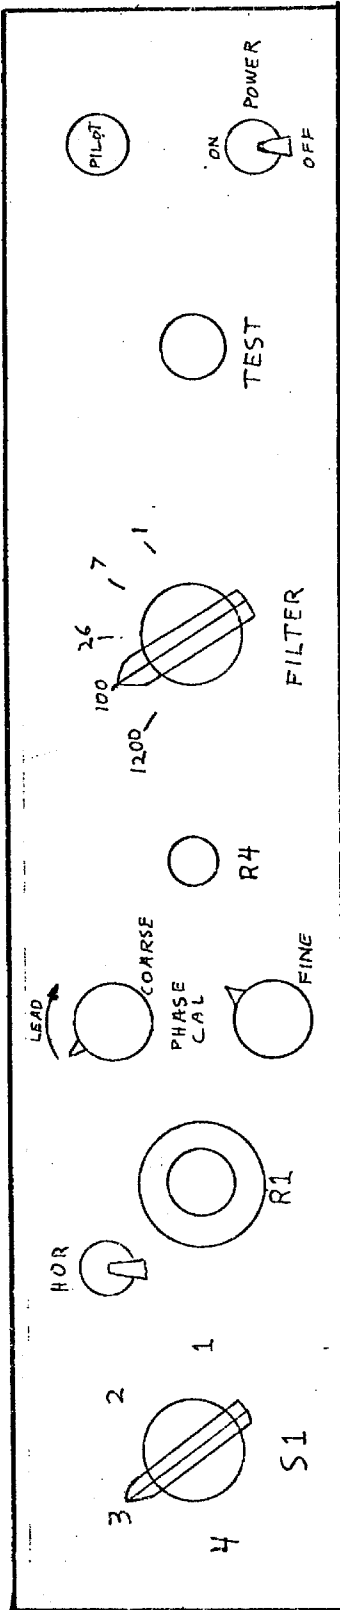 4
3
2
1
S1
HOR
R1
LEAD
COARSE
PHASE
CAL
FINE
R4
1200
100
26
7
1
FILTER
TEST
PILOT
ON
POWER
OFF